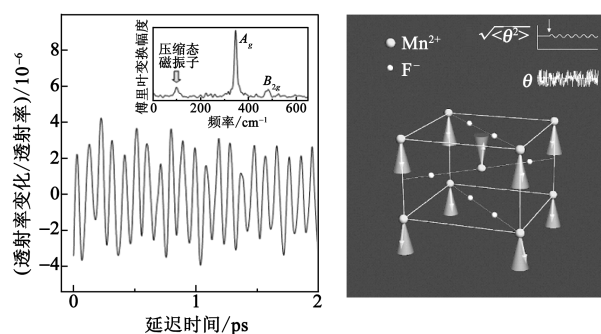 (透射率变化/透射率)/10⁻⁶
8
6
4
2
0
−2
−4
0
1
2
延迟时间/ps
傅里叶变换幅度
压缩态
磁振子
A_g
B_{2g}
0
200
400
600
频率/cm⁻¹
Mn²⁺
F⁻
√<θ²>
θ